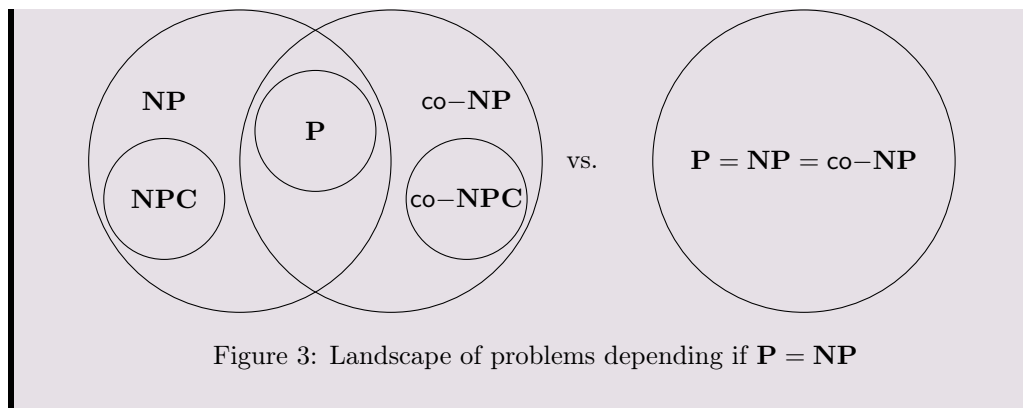 NP
P
co−NP
NPC
co−NPC
vs.
P = NP = co−NP
Figure 3: Landscape of problems depending if P = NP